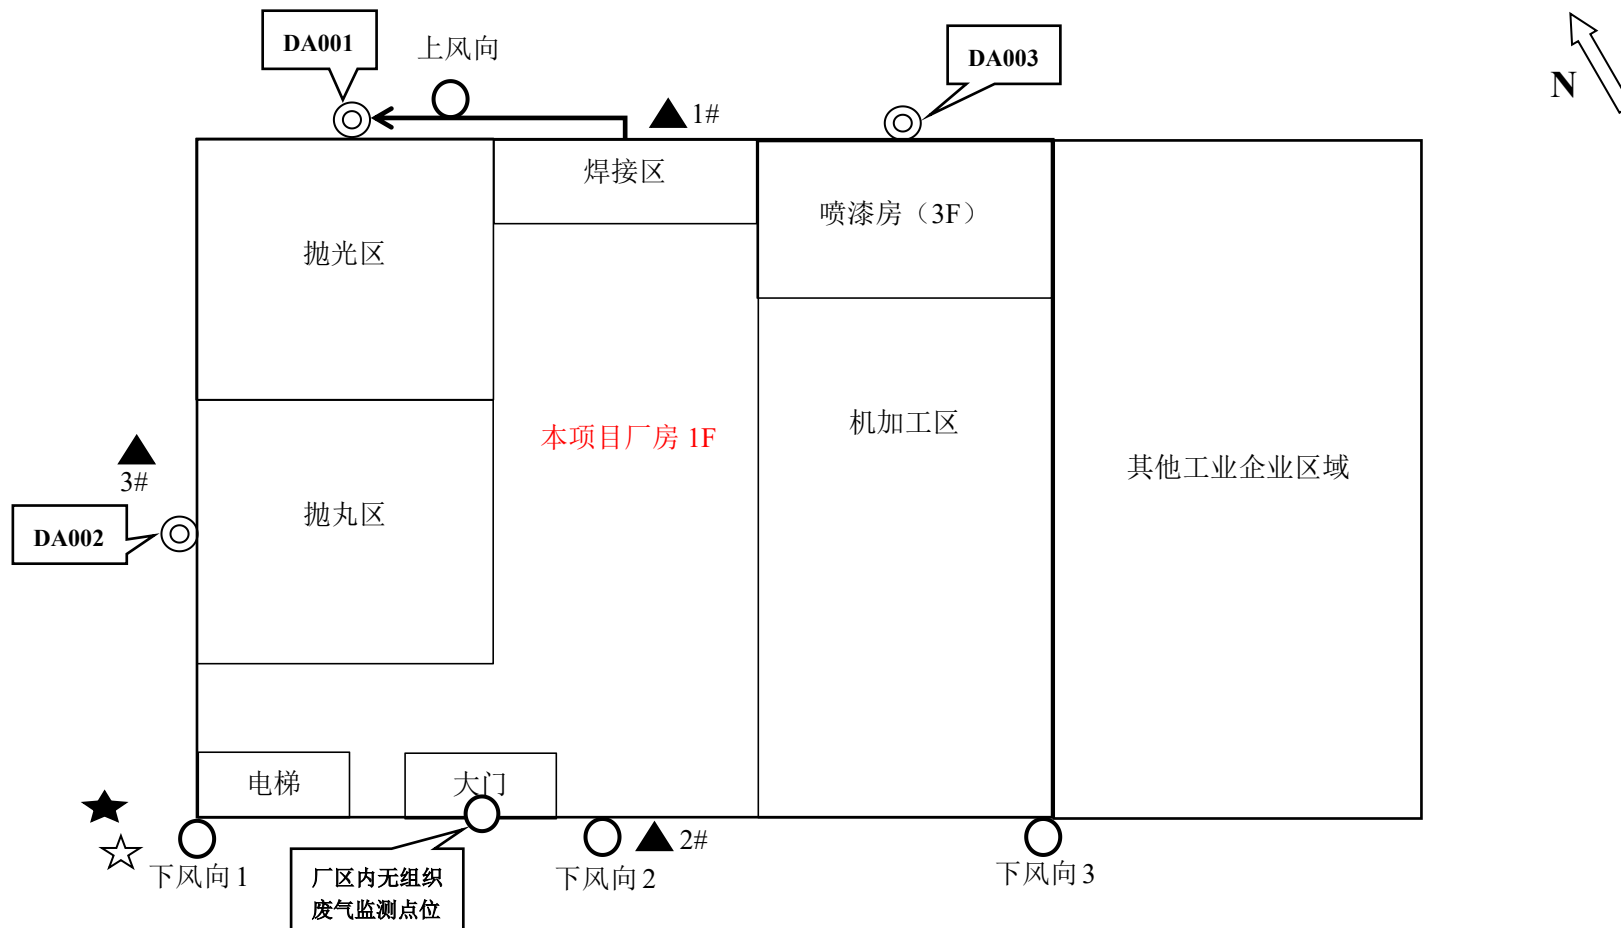 DA001
上风向
DA003
N
1#
焊接区
喷漆房（3F）
抛光区
本项目厂房 1F
机加工区
其他工业企业区域
3#
抛丸区
DA002
电梯
大门
2#
下风向 1
厂区内无组织
废气监测点位
下风向 2
下风向 3